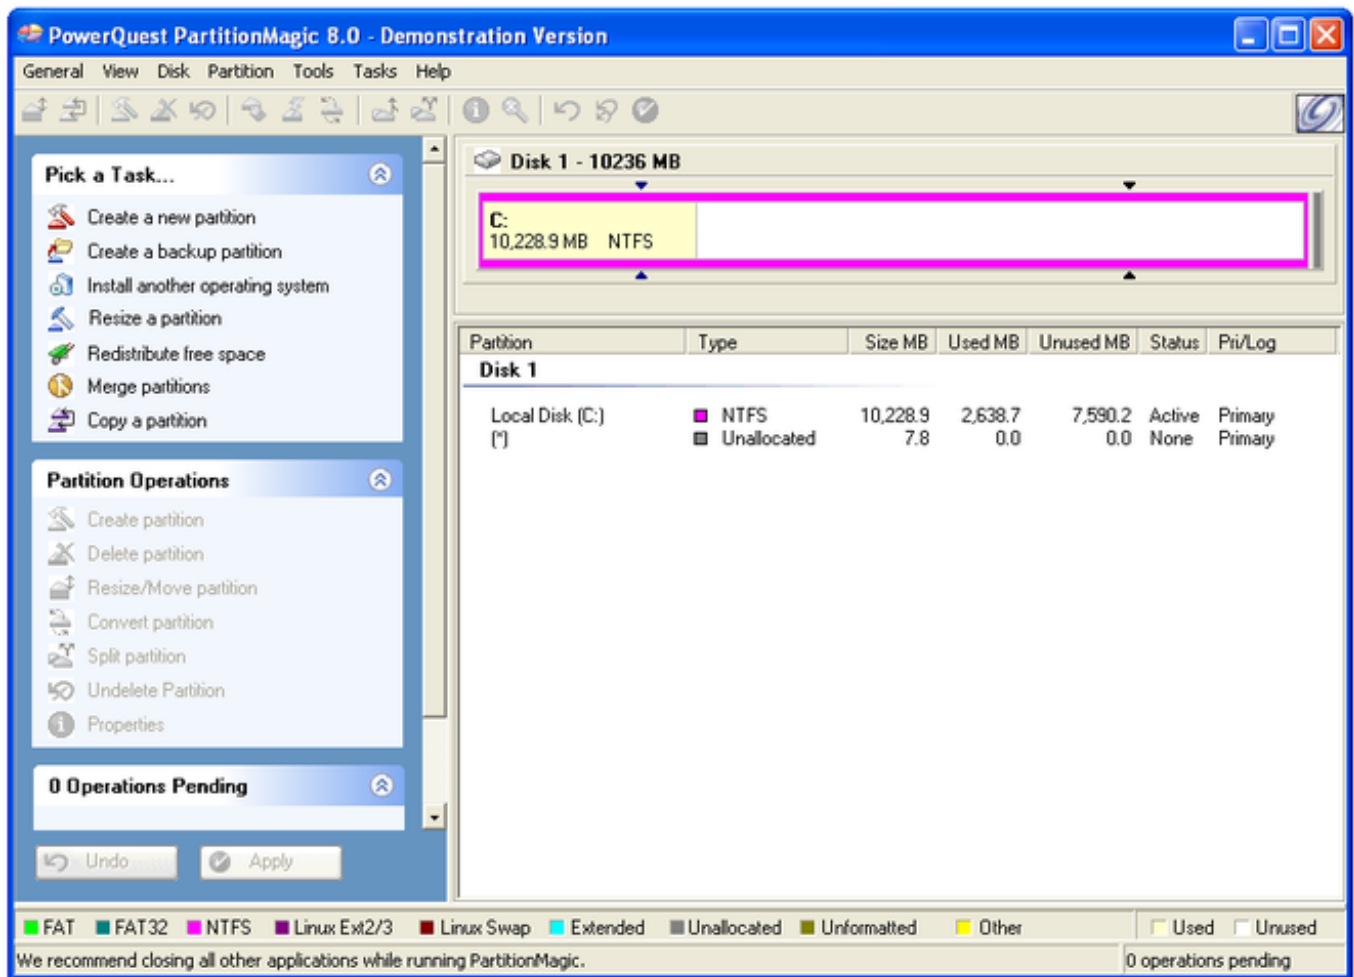 PowerQuest PartitionMagic 8.0 - Demonstration Version
General View Disk Partition Tools Tasks Help
Pick a Task...
Create a new partition
Create a backup partition
Install another operating system
Resize a partition
Redistribute free space
Merge partitions
Copy a partition
Partition Operations
Create partition
Delete partition
Resize/Move partition
Convert partition
Split partition
Undelete Partition
Properties
0 Operations Pending
Undo Apply
Disk 1 - 10236 MB
C:
10,228.9 MB NTFS
Partition Type Size MB Used MB Unused MB Status Pri/Log
Disk 1
Local Disk (C:) NTFS 10,228.9 2,638.7 7,590.2 Active Primary
(*) Unallocated 7.8 0.0 0.0 None Primary
FAT FAT32 NTFS Linux Ext2/3 Linux Swap Extended Unallocated Unformatted Other Used Unused
We recommend closing all other applications while running PartitionMagic. 0 operations pending